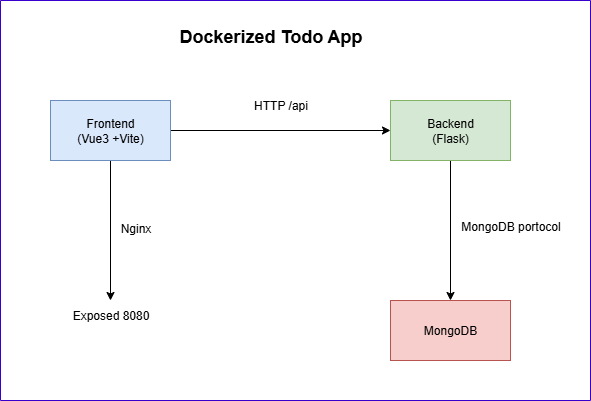 Dockerized Todo App
HTTP /api
Frontend
(Vue3 +Vite)
Backend
(Flask)
Nginx
MongoDB portocol
Exposed 8080
MongoDB